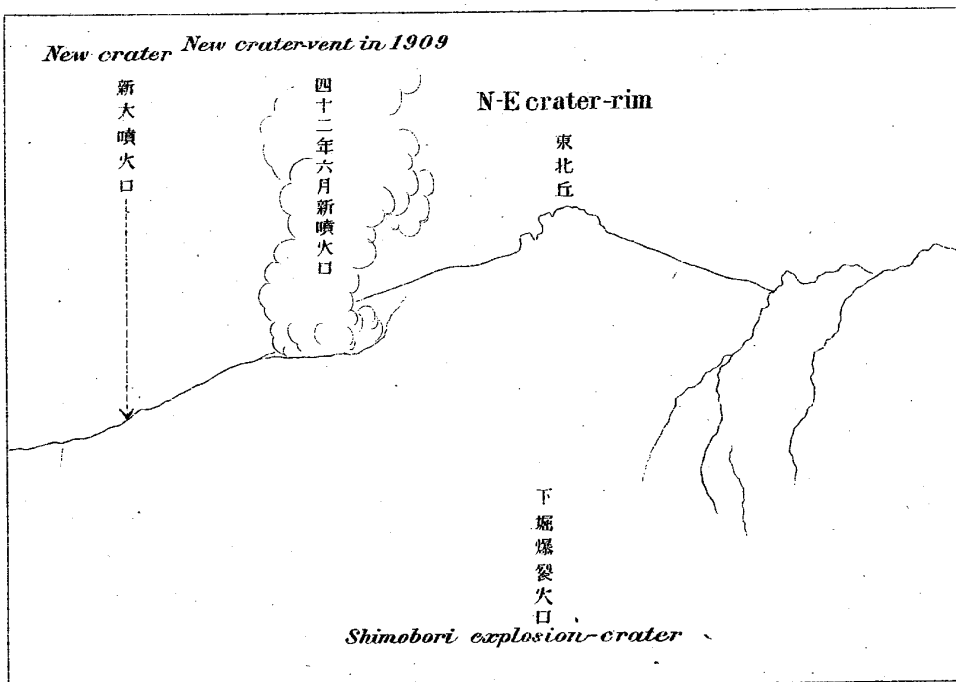 New crater
New crater-vent in 1909
新大噴火口
四十二年六月新噴火口
N-E crater-rim
東北丘
下堀爆裂火口
Shimobori explosion-crater